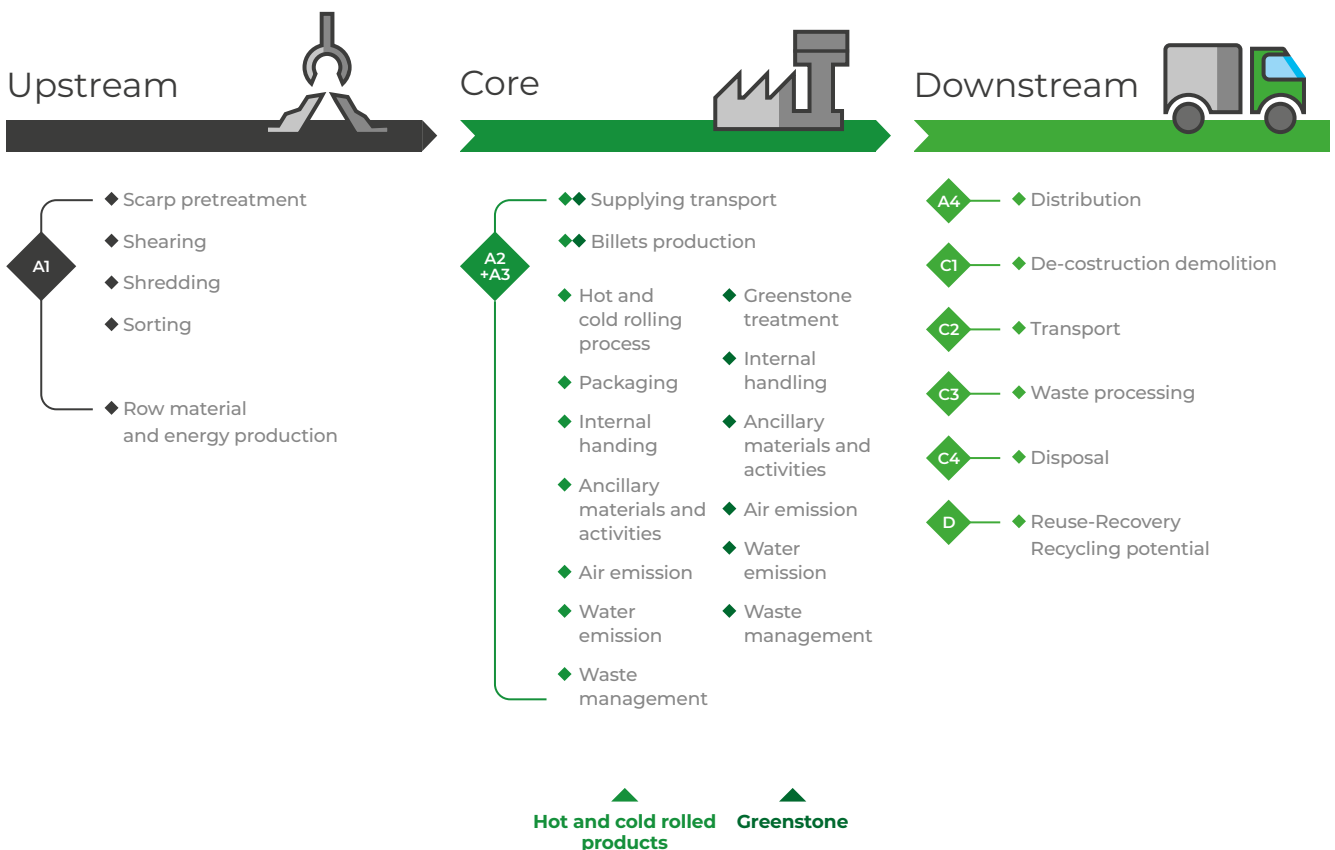 Upstream
A1
Scarp pretreatment
Shearing
Shredding
Sorting
Row material
and energy production
Core
A2
+A3
Supplying transport
Billets production
Hot and
cold rolling
process
Packaging
Internal
handing
Ancillary
materials and
activities
Air emission
Water
emission
Waste
management
Greenstone
treatment
Internal
handling
Ancillary
materials and
activities
Air emission
Water
emission
Waste
management
Hot and cold rolled
products
Greenstone
Downstream
A4
Distribution
C1
De-costruction demolition
C2
Transport
C3
Waste processing
C4
Disposal
D
Reuse-Recovery
Recycling potential